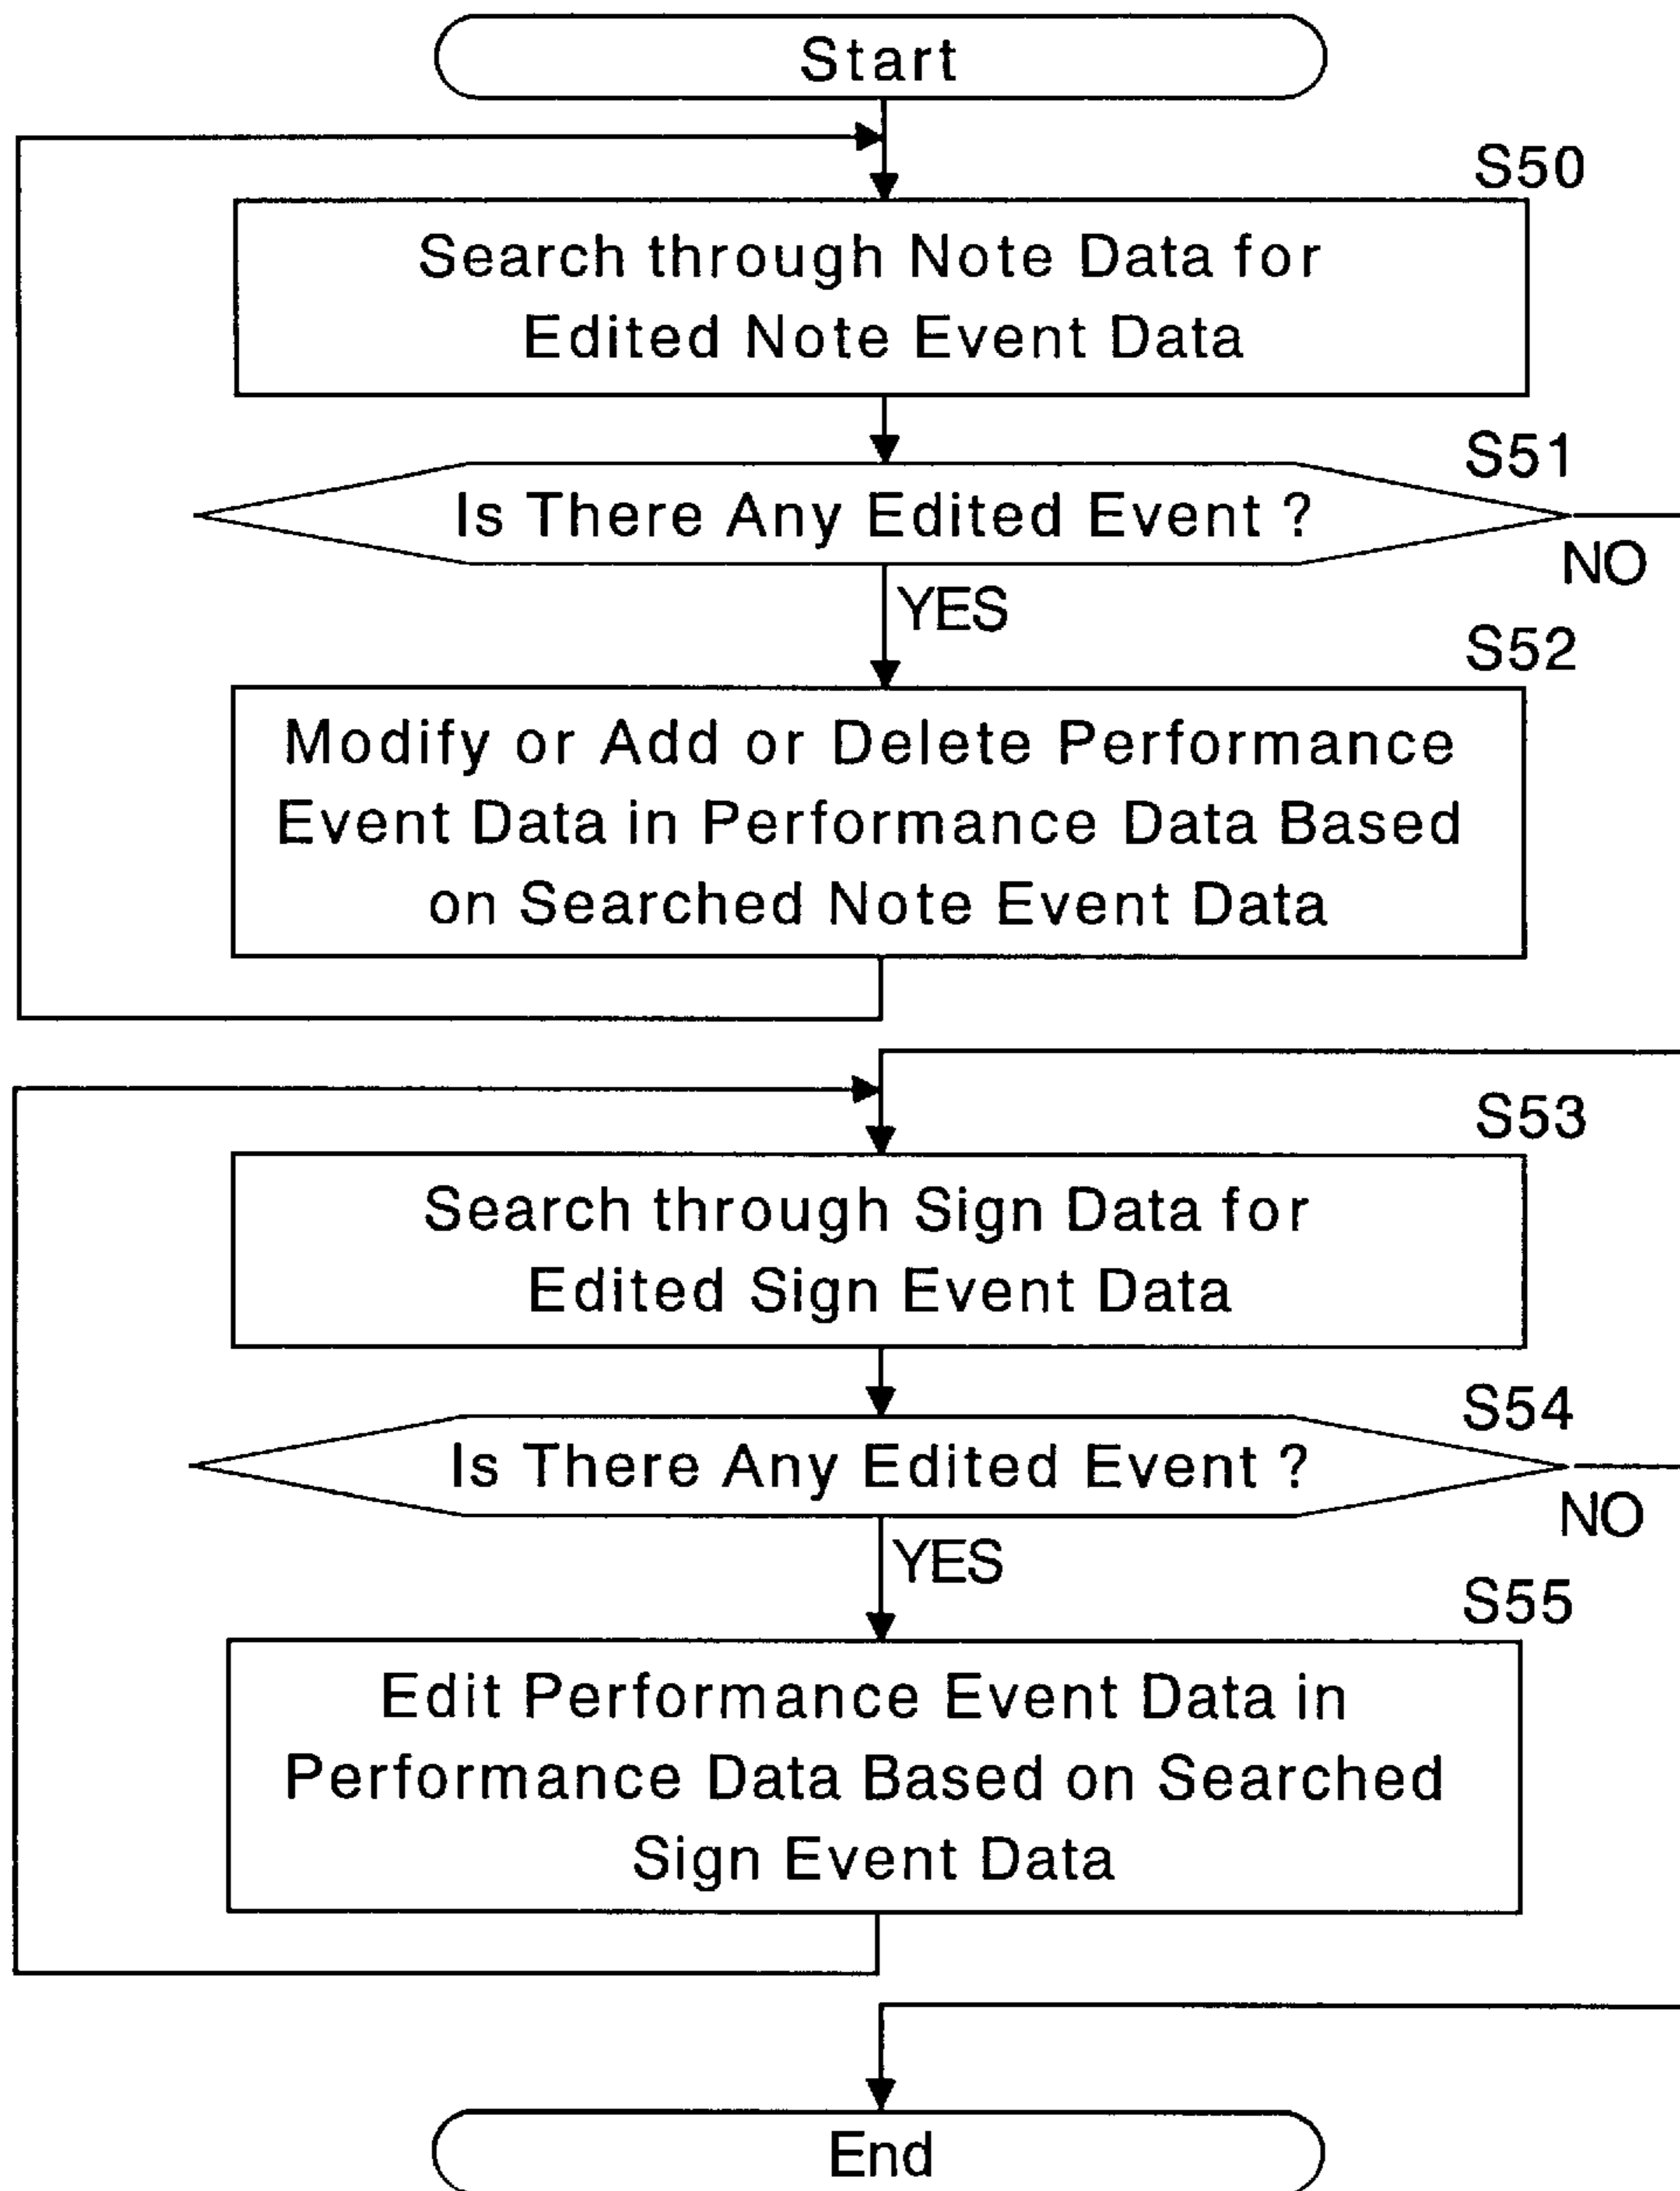 Start
S50
Search through Note Data for
Edited Note Event Data
S51
Is There Any Edited Event ?
NO
YES
S52
Modify or Add or Delete Performance
Event Data in Performance Data Based
on Searched Note Event Data
S53
Search through Sign Data for
Edited Sign Event Data
S54
Is There Any Edited Event ?
NO
YES
S55
Edit Performance Event Data in
Performance Data Based on Searched
Sign Event Data
End